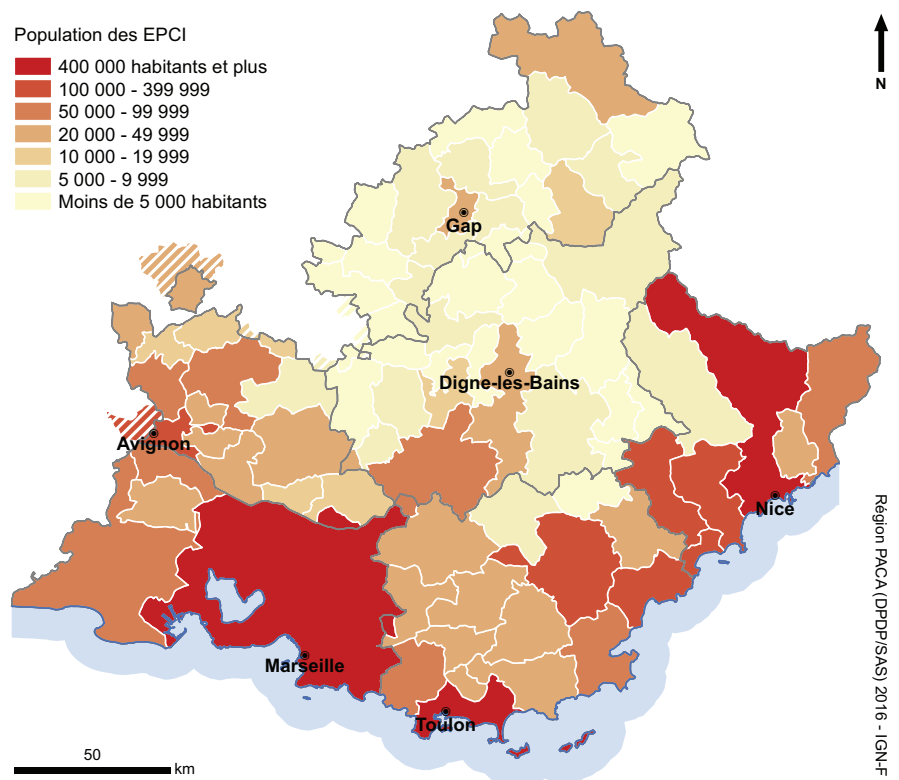 Population des EPCI
400 000 habitants et plus
100 000 - 399 999
50 000 - 99 999
20 000 - 49 999
10 000 - 19 999
5 000 - 9 999
Moins de 5 000 habitants
N
Gap
Digne-les-Bains
Avignon
Nice
Marseille
Toulon
50
km
Région PACA (DPDP/SAS) 2016 - IGN-F